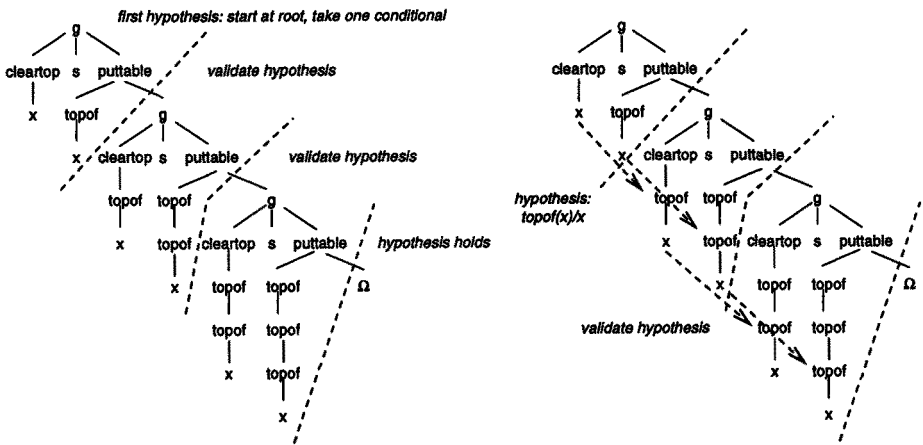 first hypothesis: start at root, take one conditional
g
cleartop s puttable
validate hypothesis
x topof g
x cleartop s puttable
validate hypothesis
topof topof g
x topof cleartop s puttable
hypothesis holds
x topof topof Ω
topof topof
x topof
x
g
cleartop s puttable
x topof g
x cleartop s puttable
hypothesis:
topof(x)/x
topof topof g
x topof cleartop s puttable
x topof topof Ω
validate hypothesis
topof topof
x topof
x